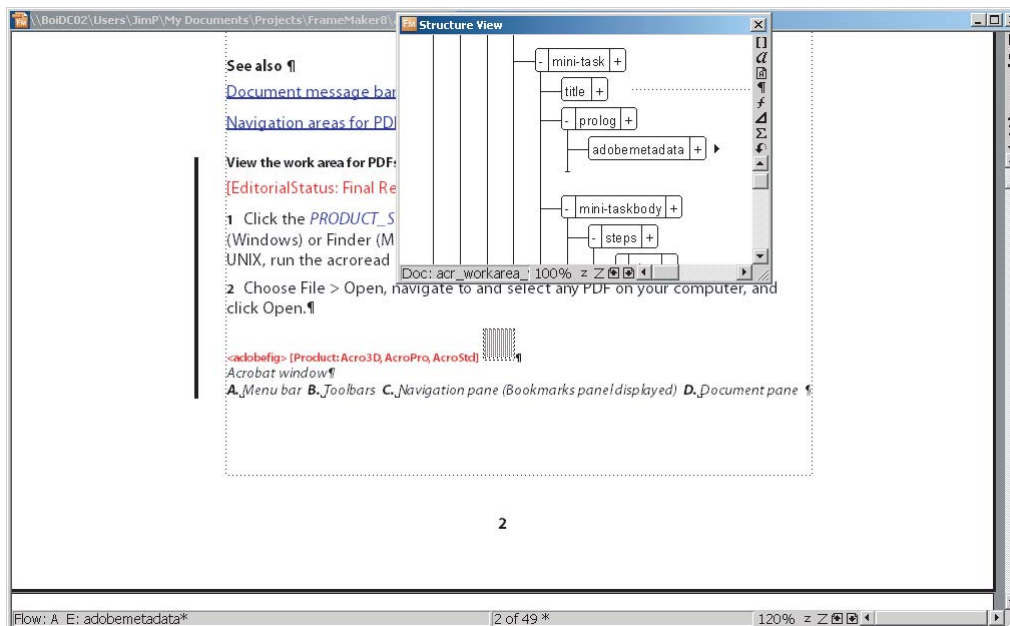 \\BoiDC02\Users\JimP\My Documents\Projects\FrameMaker8\
Structure View
- mini-task +
title +
- prolog +
adobemetadata +
- mini-taskbody +
- steps +
Doc: acr_workarea_ 100%
See also ¶
Document message bar
Navigation areas for PD
View the work area for PDFs
[EditorialStatus: Final Re
1 Click the PRODUCT_S
(Windows) or Finder (M
UNIX, run the acroread
2 Choose File > Open, navigate to and select any PDF on your computer, and
click Open.¶
<adobefig> [Product: Acro3D, AcroPro, AcroStd] ¶
Acrobat window¶
A. Menu bar B. Toolbars C. Navigation pane (Bookmarks panel displayed) D. Document pane ¶
2
Flow: A E: adobemetadata* 2 of 49 * 120%